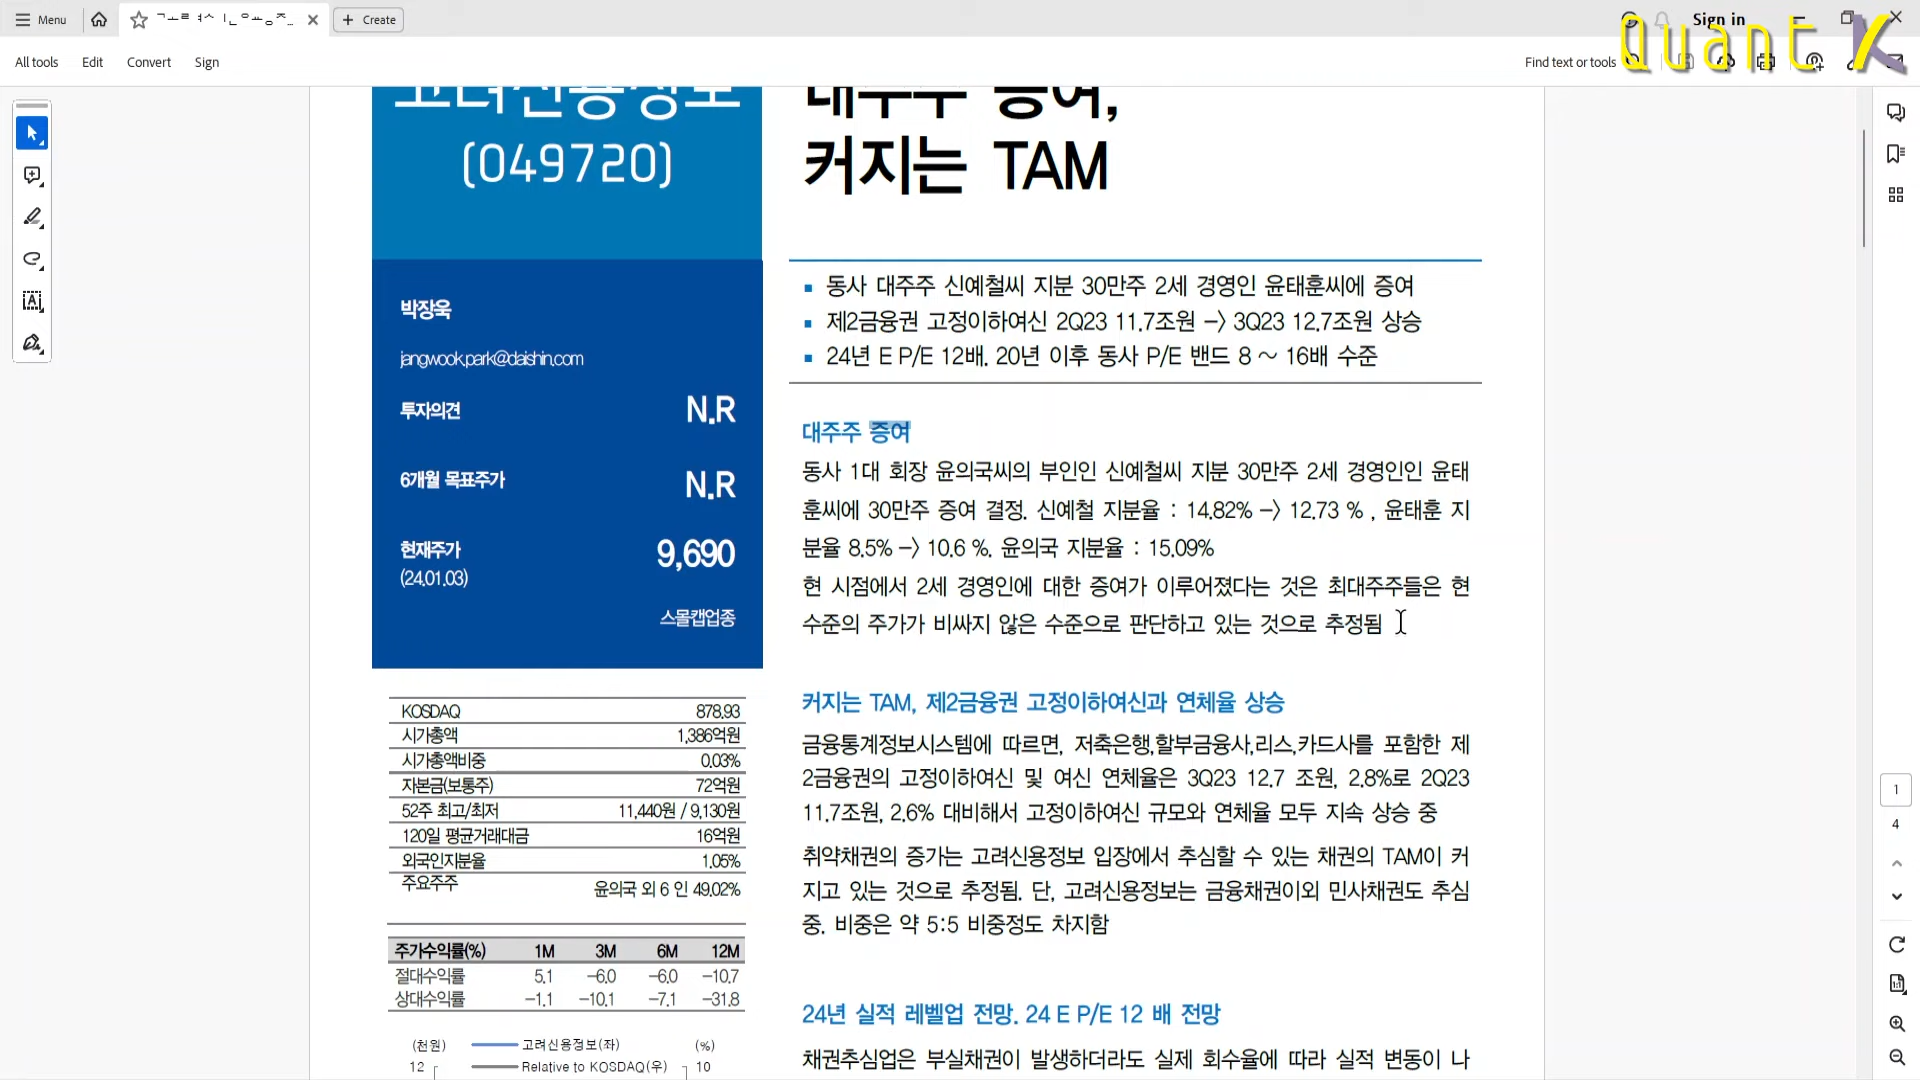 Menu
Create
Sign in
Quant K
All tools
Edit
Convert
Sign
Find text or tools
고려신용정보
(049720)
대주주 증여,
커지는 TAM
박장욱
jangwook.park@daishin.com
투자의견
N.R
6개월 목표주가
N.R
현재주가
9,690
(24.01.03)
스몰캡업종
동사 대주주 신예철씨 지분 30만주 2세 경영인 윤태훈씨에 증여
제2금융권 고정이하여신 2Q23 11.7조원 -> 3Q23 12.7조원 상승
24년 E P/E 12배. 20년 이후 동사 P/E 밴드 8 ~ 16배 수준
대주주 증여
동사 1대 회장 윤의국씨의 부인인 신예철씨 지분 30만주 2세 경영인인 윤태
훈씨에 30만주 증여 결정. 신예철 지분율 : 14.82% -> 12.73 % , 윤태훈 지
분율 8.5% -> 10.6 %. 윤의국 지분율 : 15.09%
현 시점에서 2세 경영인에 대한 증여가 이루어졌다는 것은 최대주주들은 현
수준의 주가가 비싸지 않은 수준으로 판단하고 있는 것으로 추정됨
커지는 TAM, 제2금융권 고정이하여신과 연체율 상승
금융통계정보시스템에 따르면, 저축은행,할부금융사,리스,카드사를 포함한 제
2금융권의 고정이하여신 및 여신 연체율은 3Q23 12.7 조원, 2.8%로 2Q23
11.7조원, 2.6% 대비해서 고정이하여신 규모와 연체율 모두 지속 상승 중
취약채권의 증가는 고려신용정보 입장에서 추심할 수 있는 채권의 TAM이 커
지고 있는 것으로 추정됨. 단, 고려신용정보는 금융채권이외 민사채권도 추심
중. 비중은 약 5:5 비중정도 차지함
24년 실적 레벨업 전망. 24 E P/E 12 배 전망
채권추심업은 부실채권이 발생하더라도 실제 회수율에 따라 실적 변동이 나
KOSDAQ 878.93
시가총액 1,386억원
시가총액비중 0.03%
자본금(보통주) 72억원
52주 최고/최저 11,440원 / 9,130원
120일 평균거래대금 16억원
외국인지분율 1.05%
주요주주 윤의국 외 6 인 49.02%
주가수익률(%) 1M 3M 6M 12M
절대수익률 5.1 -6.0 -6.0 -10.7
상대수익률 -1.1 -10.1 -7.1 -31.8
(천원) 고려신용정보(좌) (%)
12 Relative to KOSDAQ(우) 10
1
4